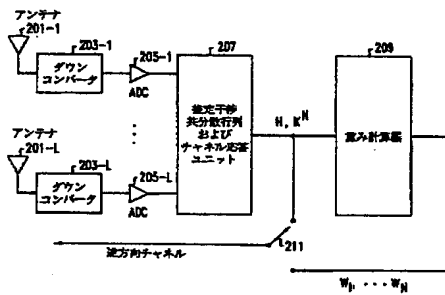 アンテナ
201-1
203-1
ダウン
コンバータ
205-1
ADC
207
推定干渉
共分散行列
および
チャネル応答
ユニット
H, K^N
209
重み計算器
アンテナ
201-L
203-L
ダウン
コンバータ
205-L
ADC
211
逆方向チャネル
W₁, ... W_N